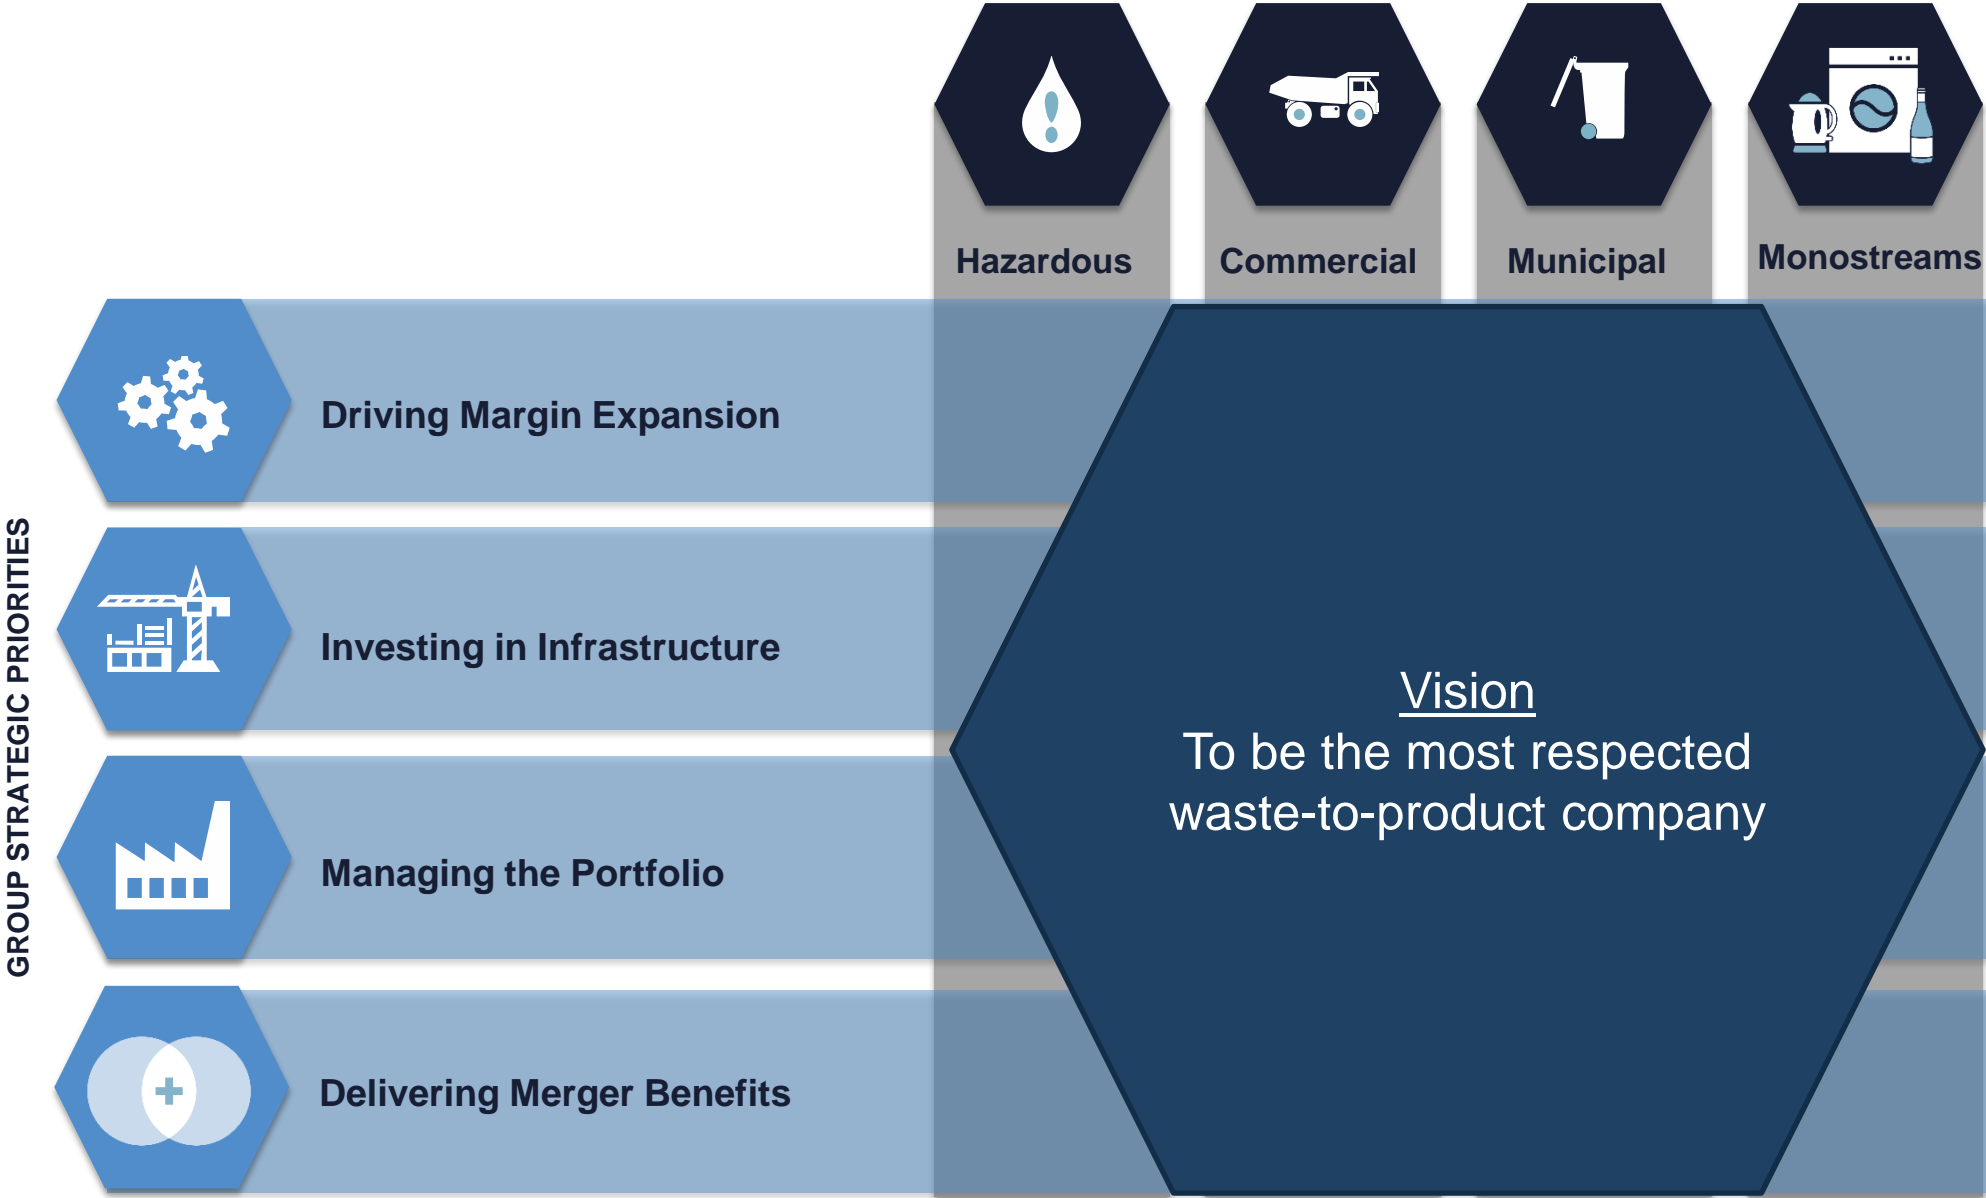 Hazardous
Commercial
Municipal
Monostreams
GROUP STRATEGIC PRIORITIES
Driving Margin Expansion
Investing in Infrastructure
Managing the Portfolio
Delivering Merger Benefits
Vision
To be the most respected
waste-to-product company